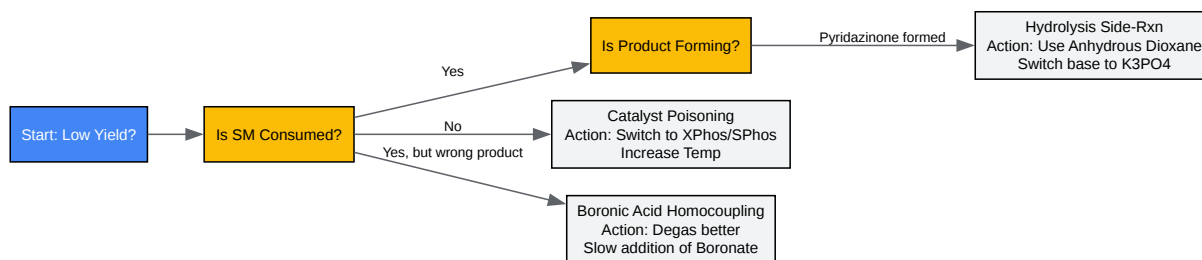 Start: Low Yield?
Is SM Consumed?
Yes
Is Product Forming?
Pyridazinone formed
Hydrolysis Side-Rxn
Action: Use Anhydrous Dioxane
Switch base to K3PO4
No
Catalyst Poisoning
Action: Switch to XPhos/SPhos
Increase Temp
Yes, but wrong product
Boronic Acid Homocoupling
Action: Degas better
Slow addition of Boronate